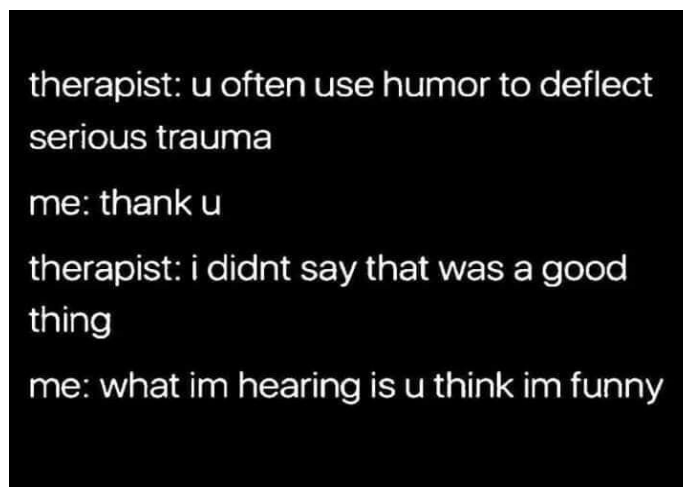 therapist: u often use humor to deflect
serious trauma
me: thank u
therapist: i didnt say that was a good
thing
me: what im hearing is u think im funny